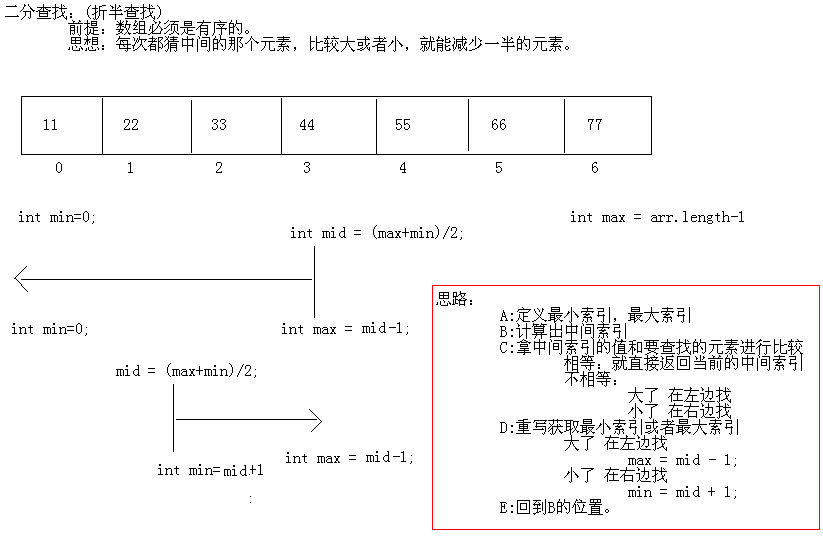 二分查找：(折半查找)
前提：数组必须是有序的。
思想：每次都猜中间的那个元素，比较大或者小，就能减少一半的元素。
11 22 33 44 55 66 77
0 1 2 3 4 5 6
int min=0; int max = arr.length-1
int mid = (max+min)/2;
int min=0; int max = mid-1;
mid = (max+min)/2;
int min=mid+1 int max = mid-1;
:
思路：
A:定义最小索引，最大索引
B:计算出中间索引
C:拿中间索引的值和要查找的元素进行比较
相等：就直接返回当前的中间索引
不相等：
大了 在左边找
小了 在右边找
D:重写获取最小索引或者最大索引
大了 在左边找
max = mid - 1;
小了 在右边找
min = mid + 1;
E:回到B的位置。